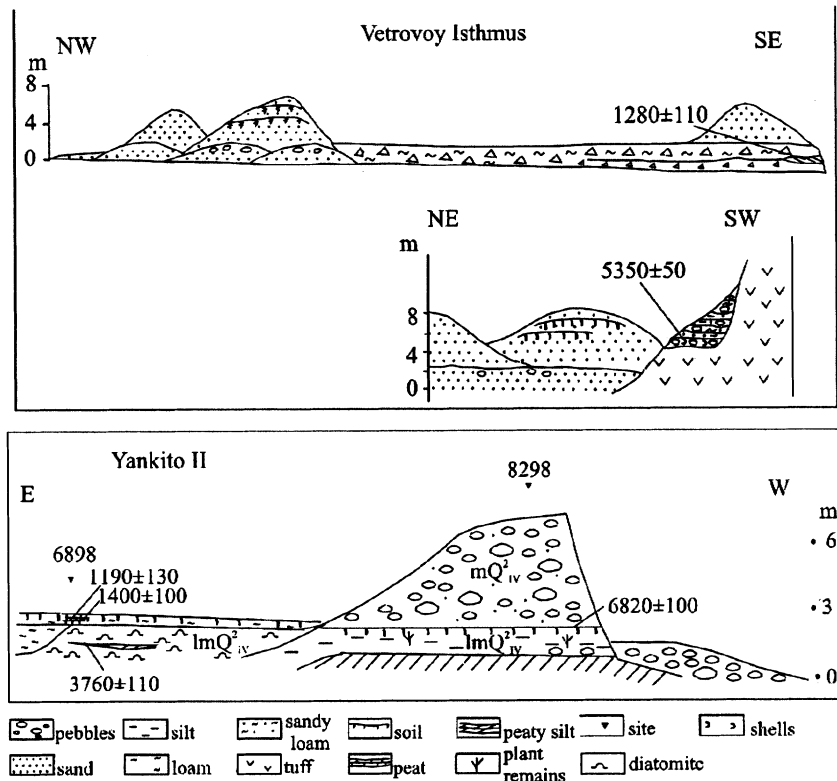 Vetrovoy Isthmus
NW
SE
m
8
4
0
1280±110
NE
SW
m
8
4
0
5350±50
Yankito II
E
W
8298
m
6
3
0
6898
1190±130
1400±100
3760±110
mQ²IV
lmQ²IV
lmQ²IV
6820±100
pebbles silt sandy loam soil peaty silt site shells
sand loam tuff peat plant remains diatomite